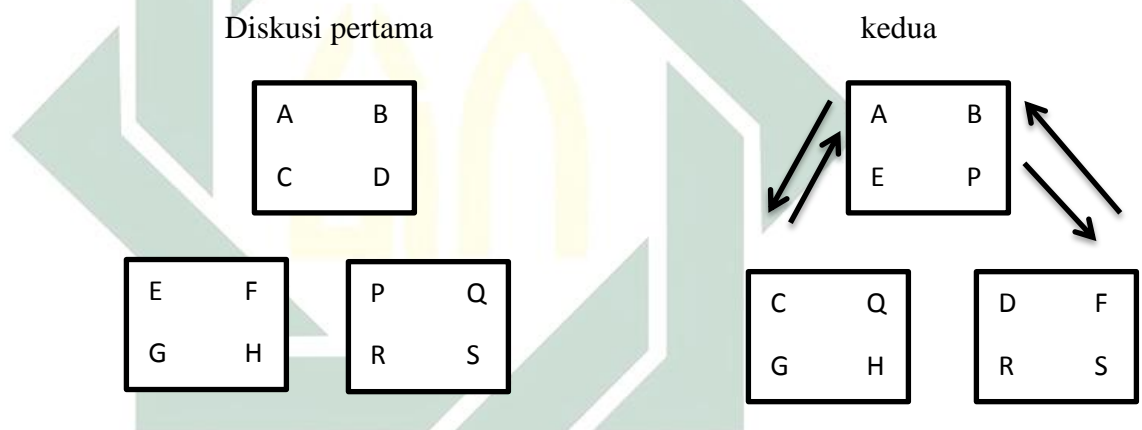 Diskusi pertama
kedua
A B
C D
E F
G H
P Q
R S
A B
E P
C Q
G H
D F
R S